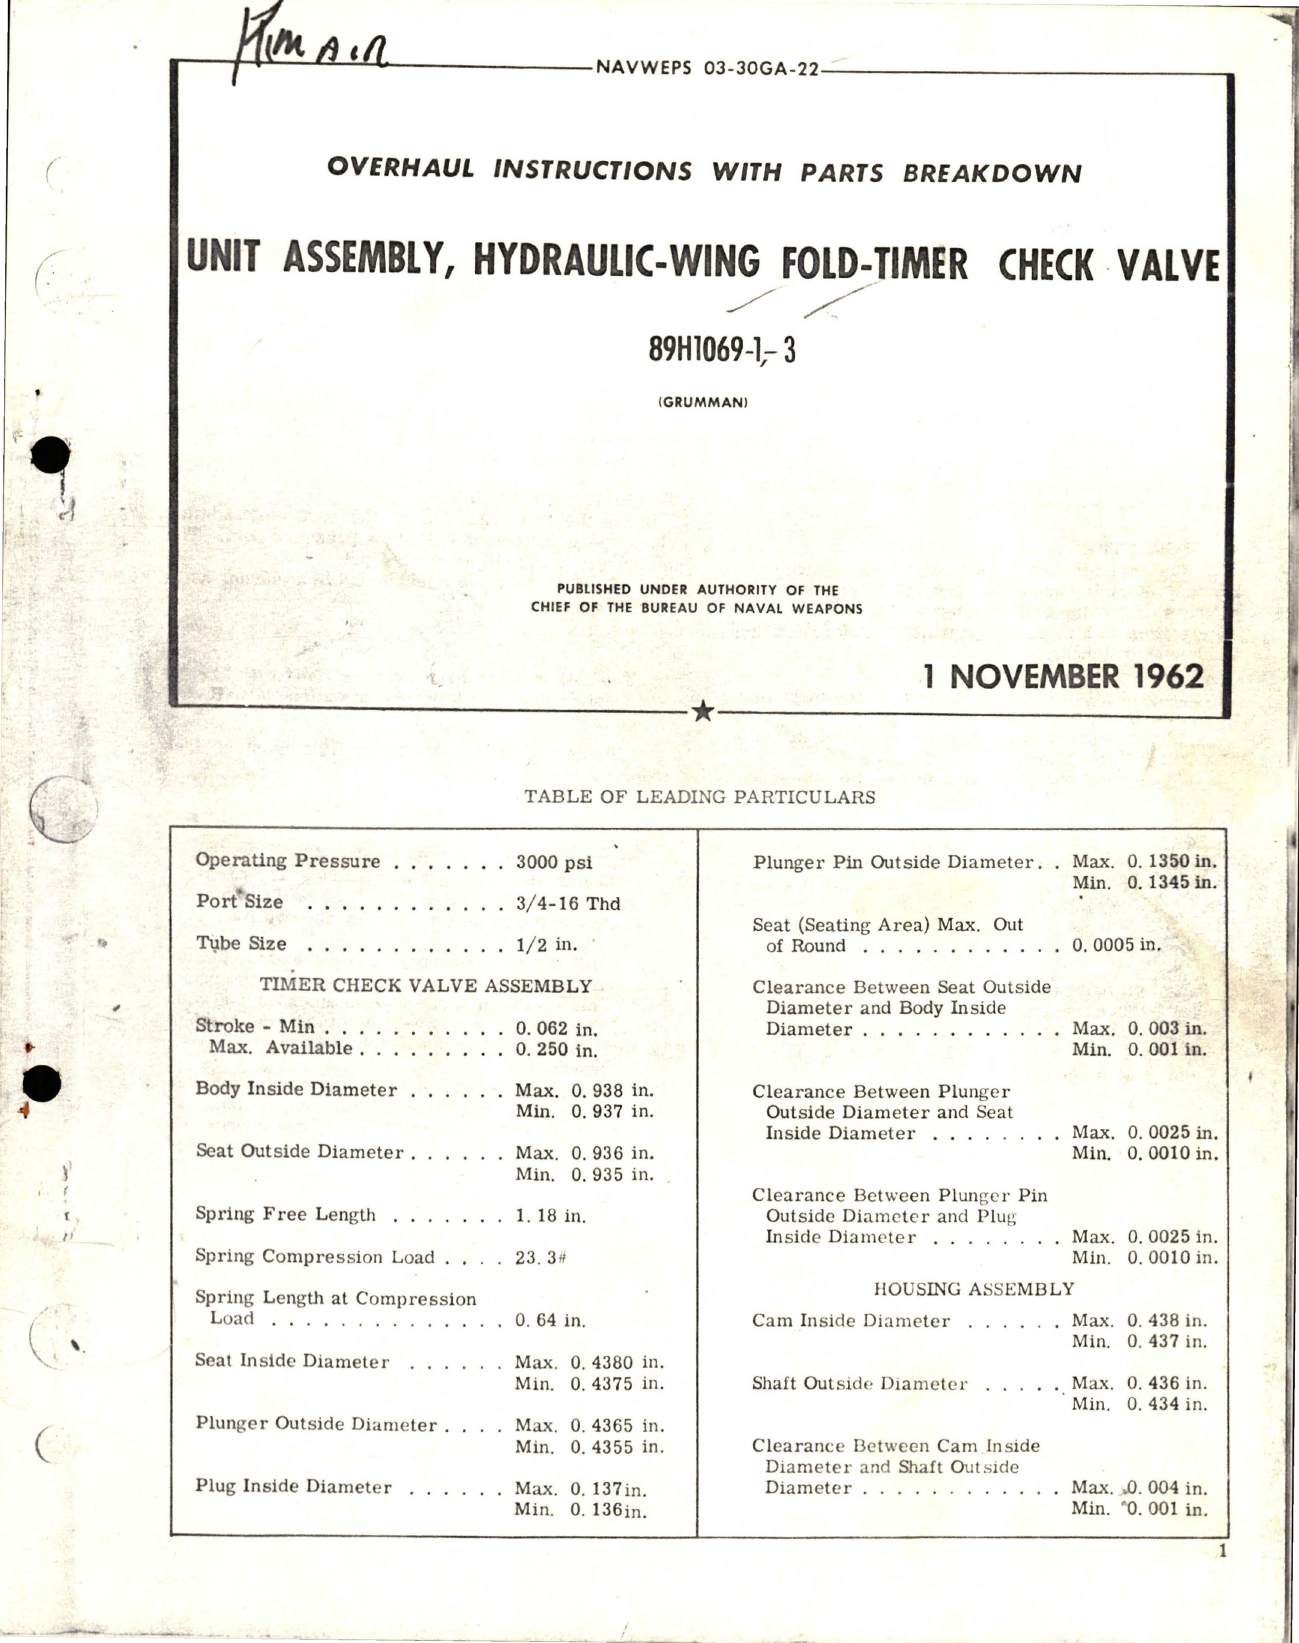 NAVWEPS 03-30GA-22
OVERHAUL INSTRUCTIONS WITH PARTS BREAKDOWN
UNIT ASSEMBLY, HYDRAULIC-WING FOLD-TIMER CHECK VALVE
89H1069-1,-3
(GRUMMAN)
PUBLISHED UNDER AUTHORITY OF THE
CHIEF OF THE BUREAU OF NAVAL WEAPONS
1 NOVEMBER 1962
TABLE OF LEADING PARTICULARS
Operating Pressure . . . . . . . 3000 psi
Port Size . . . . . . . . . . . . 3/4-16 Thd
Tube Size . . . . . . . . . . . . 1/2 in.
TIMER CHECK VALVE ASSEMBLY
Stroke - Min . . . . . . . . . . . 0.062 in.
Max. Available . . . . . . . . . 0.250 in.
Body Inside Diameter . . . . . . Max. 0.938 in.
Min. 0.937 in.
Seat Outside Diameter . . . . . . Max. 0.936 in.
Min. 0.935 in.
Spring Free Length . . . . . . . 1.18 in.
Spring Compression Load . . . . 23.3#
Spring Length at Compression
Load . . . . . . . . . . . . . . 0.64 in.
Seat Inside Diameter . . . . . . Max. 0.4380 in.
Min. 0.4375 in.
Plunger Outside Diameter . . . . Max. 0.4365 in.
Min. 0.4355 in.
Plug Inside Diameter . . . . . . Max. 0.137in.
Min. 0.136in.
Plunger Pin Outside Diameter. . Max. 0.1350 in.
Min. 0.1345 in.
Seat (Seating Area) Max. Out
of Round . . . . . . . . . . . . 0.0005 in.
Clearance Between Seat Outside
Diameter and Body Inside
Diameter . . . . . . . . . . . . Max. 0.003 in.
Min. 0.001 in.
Clearance Between Plunger
Outside Diameter and Seat
Inside Diameter . . . . . . . . Max. 0.0025 in.
Min. 0.0010 in.
Clearance Between Plunger Pin
Outside Diameter and Plug
Inside Diameter . . . . . . . . Max. 0.0025 in.
Min. 0.0010 in.
HOUSING ASSEMBLY
Cam Inside Diameter . . . . . . Max. 0.438 in.
Min. 0.437 in.
Shaft Outside Diameter . . . . . Max. 0.436 in.
Min. 0.434 in.
Clearance Between Cam Inside
Diameter and Shaft Outside
Diameter . . . . . . . . . . . . Max. 0.004 in.
Min. 0.001 in.
1